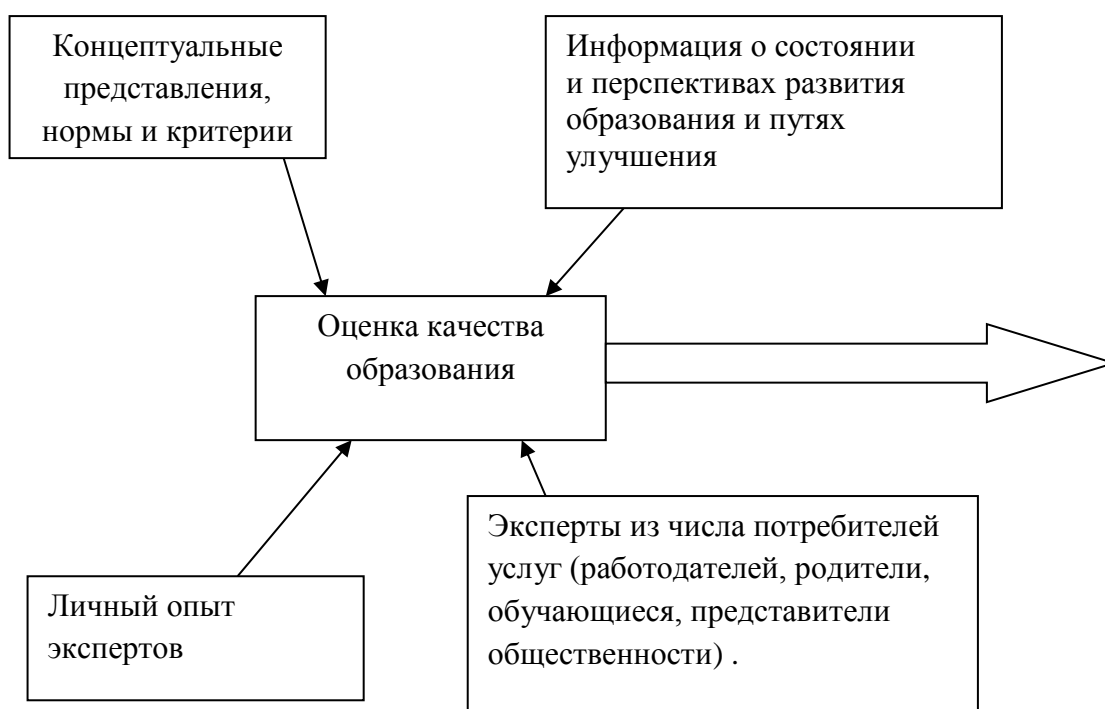 Концептуальные
представления,
нормы и критерии
Информация о состоянии
и перспективах развития
образования и путях
улучшения
Оценка качества
образования
Личный опыт
экспертов
Эксперты из числа потребителей
услуг (работодателей, родители,
обучающиеся, представители
общественности) .